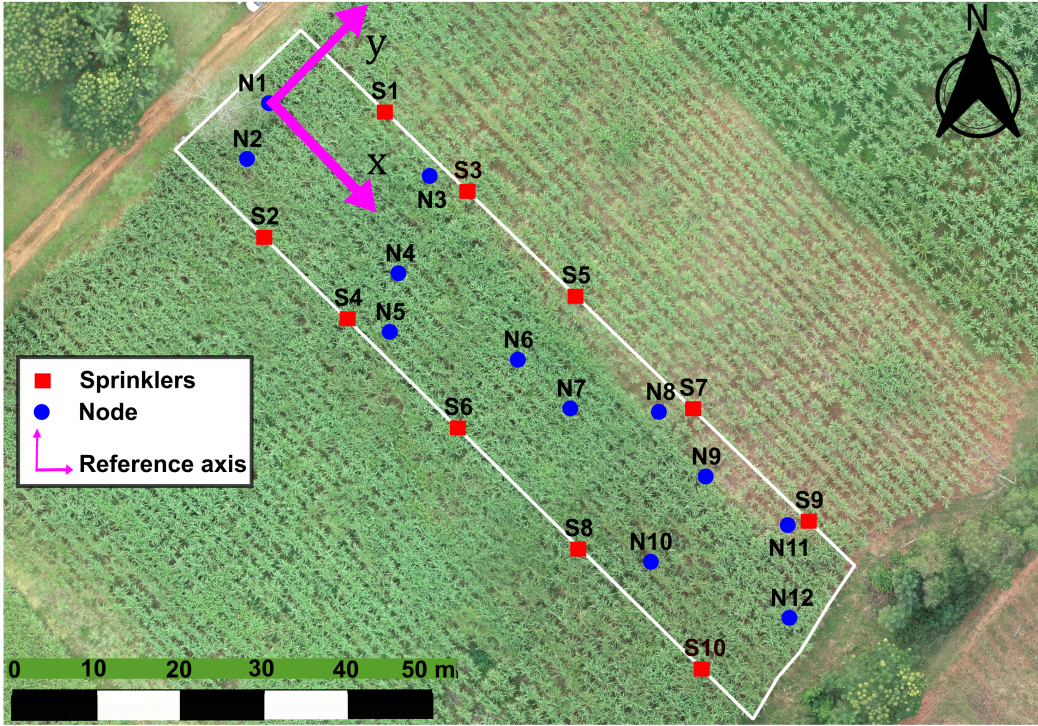 N
y
N1
S1
N2
x
S3
N3
S2
N4
S5
S4
N5
N6
Sprinklers
Node
Reference axis
S6
N7
N8
S7
N9
S9
S8
N10
N11
N12
S10
0 10 20 30 40 50 m